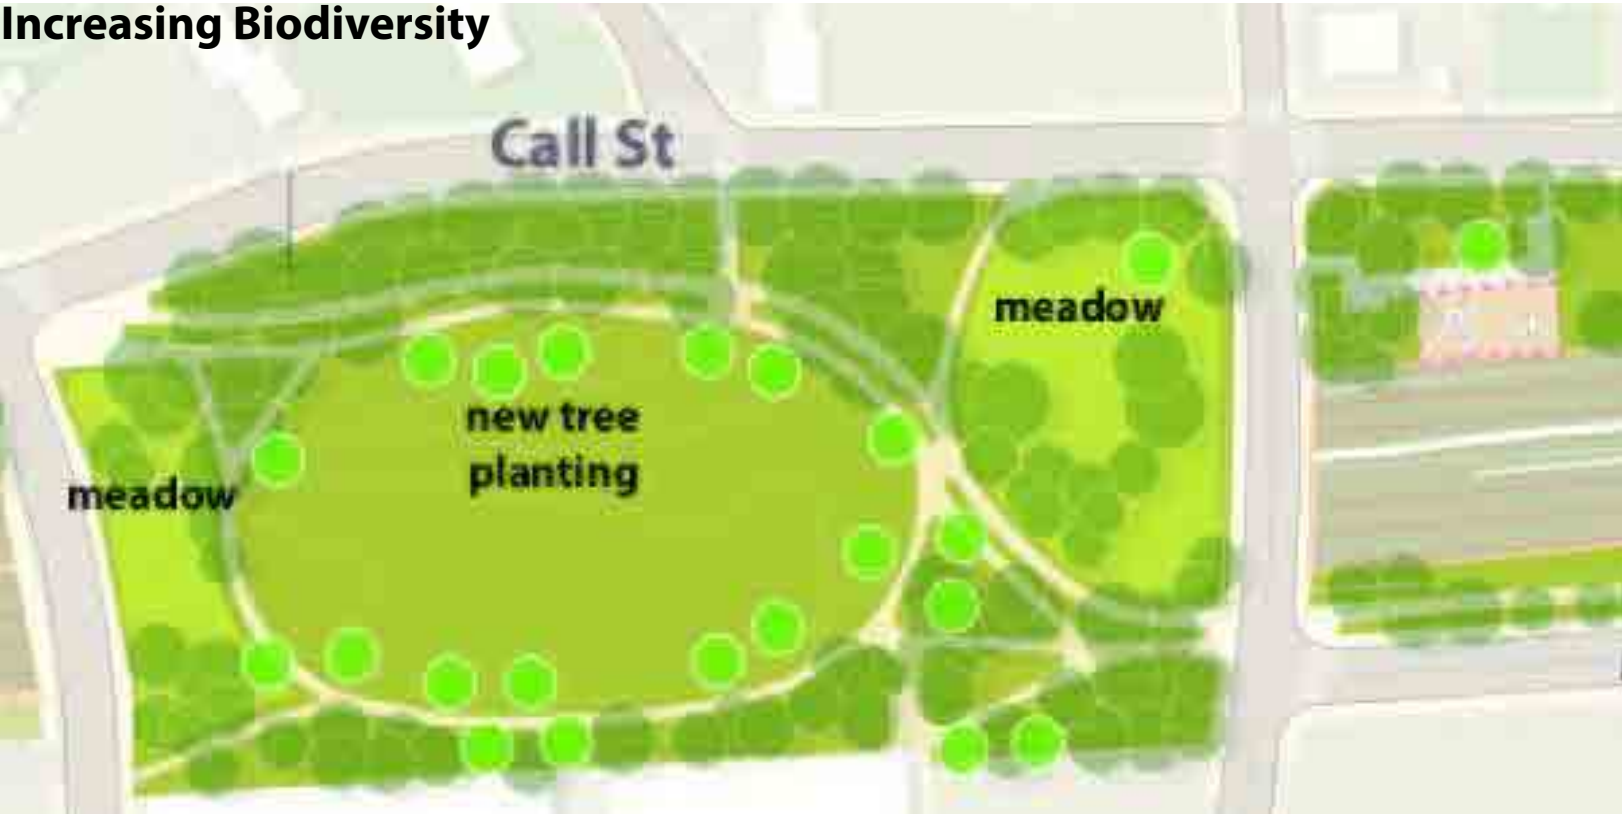 Increasing Biodiversity
Call St
meadow
new tree
planting
meadow